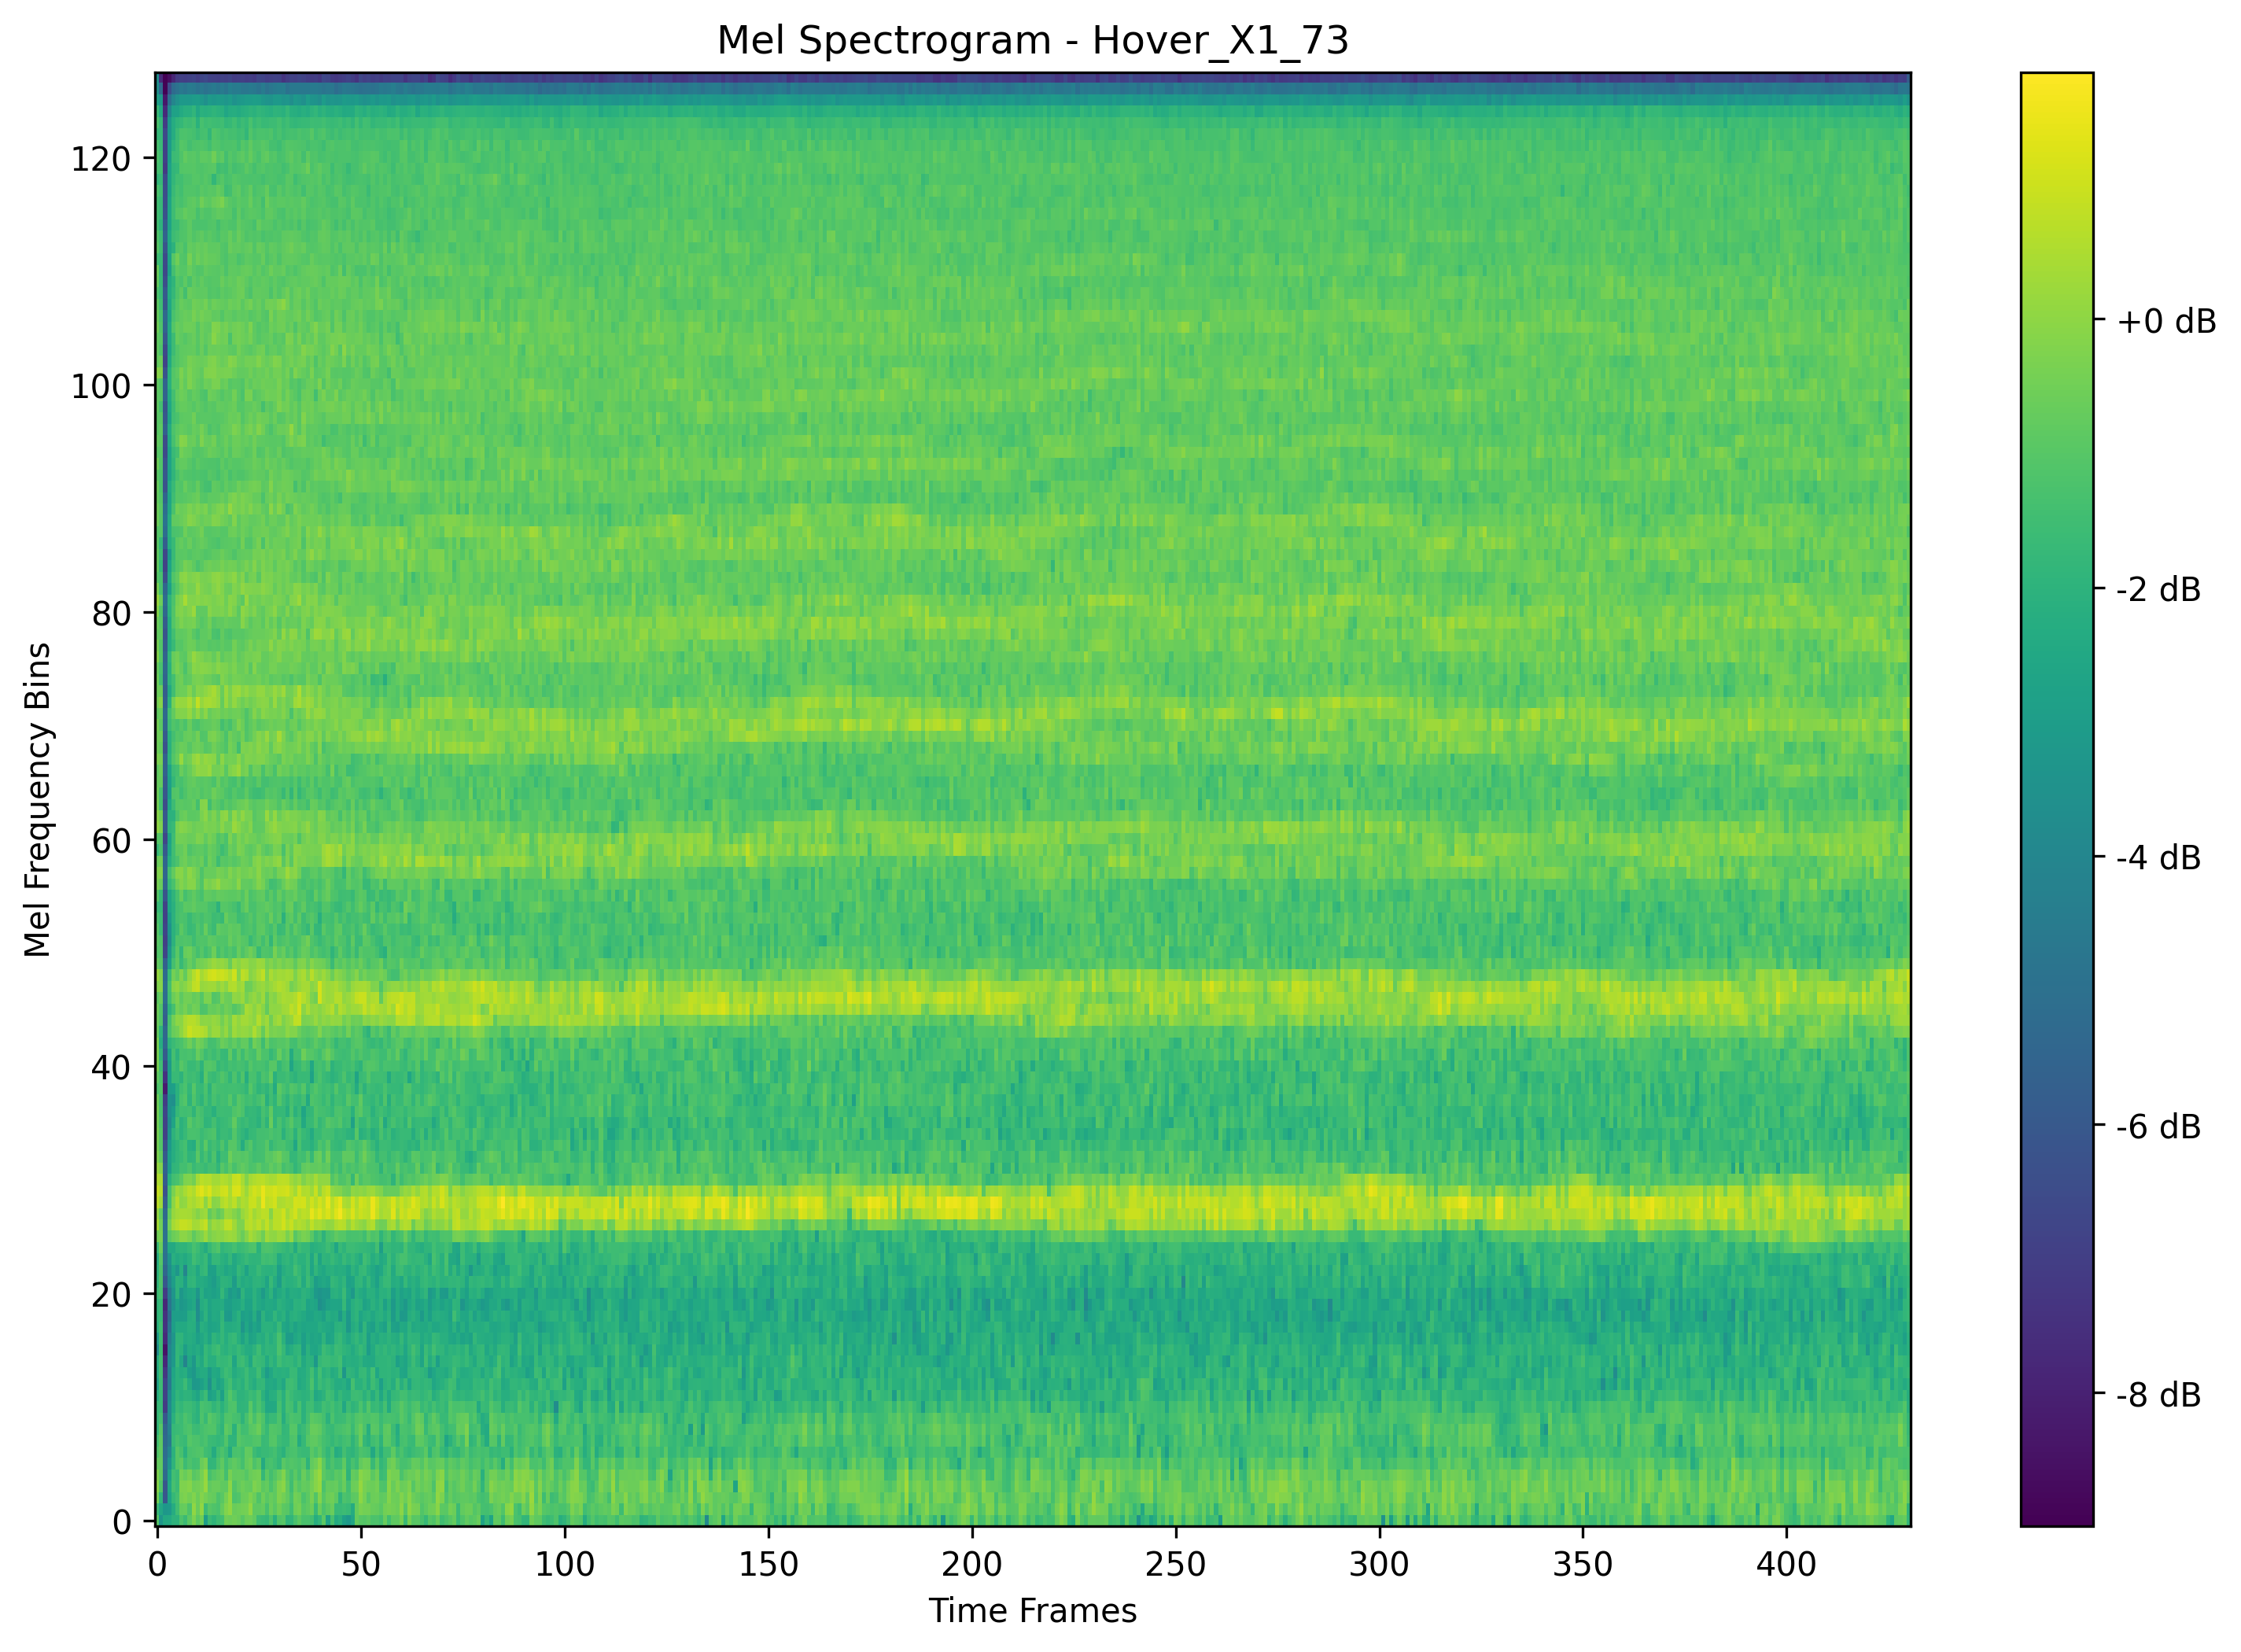 Mel Spectrogram - Hover_X1_73
Mel Frequency Bins
120
100
80
60
40
20
0
0 50 100 150 200 250 300 350 400
Time Frames
+0 dB
-2 dB
-4 dB
-6 dB
-8 dB